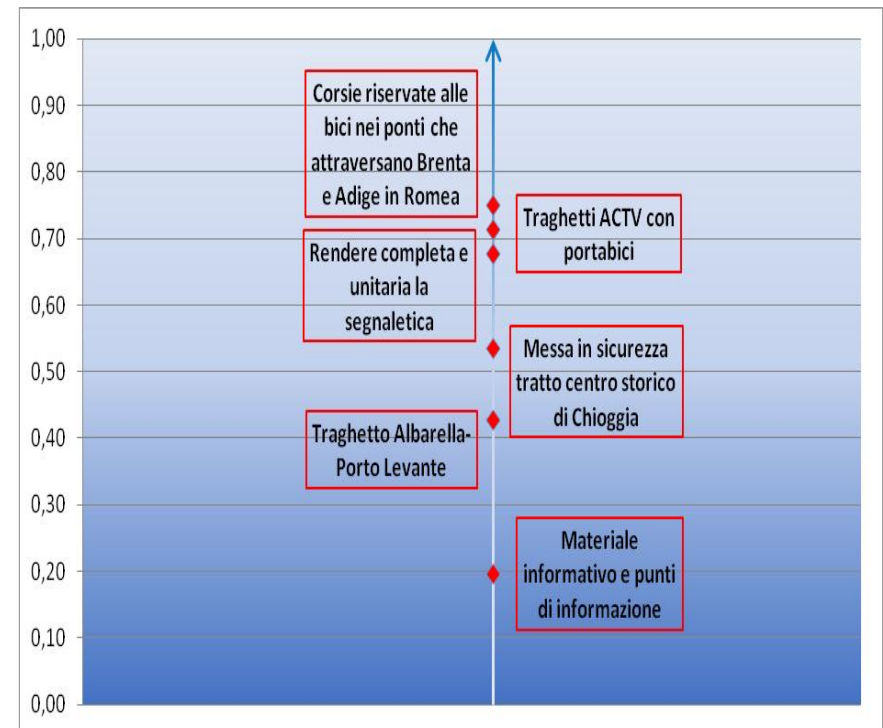 1,00
0,90
0,80
0,70
0,60
0,50
0,40
0,30
0,20
0,10
0,00
Corsie riservate alle
bici nei ponti che
attraversano Brenta
e Adige in Romea
Traghetti ACTV con
portabici
Rendere completa e
unitaria la
segnaletica
Messa in sicurezza
tratto centro storico
di Chioggia
Traghetto Albarella-
Porto Levante
Materiale
informativo e punti
di informazione